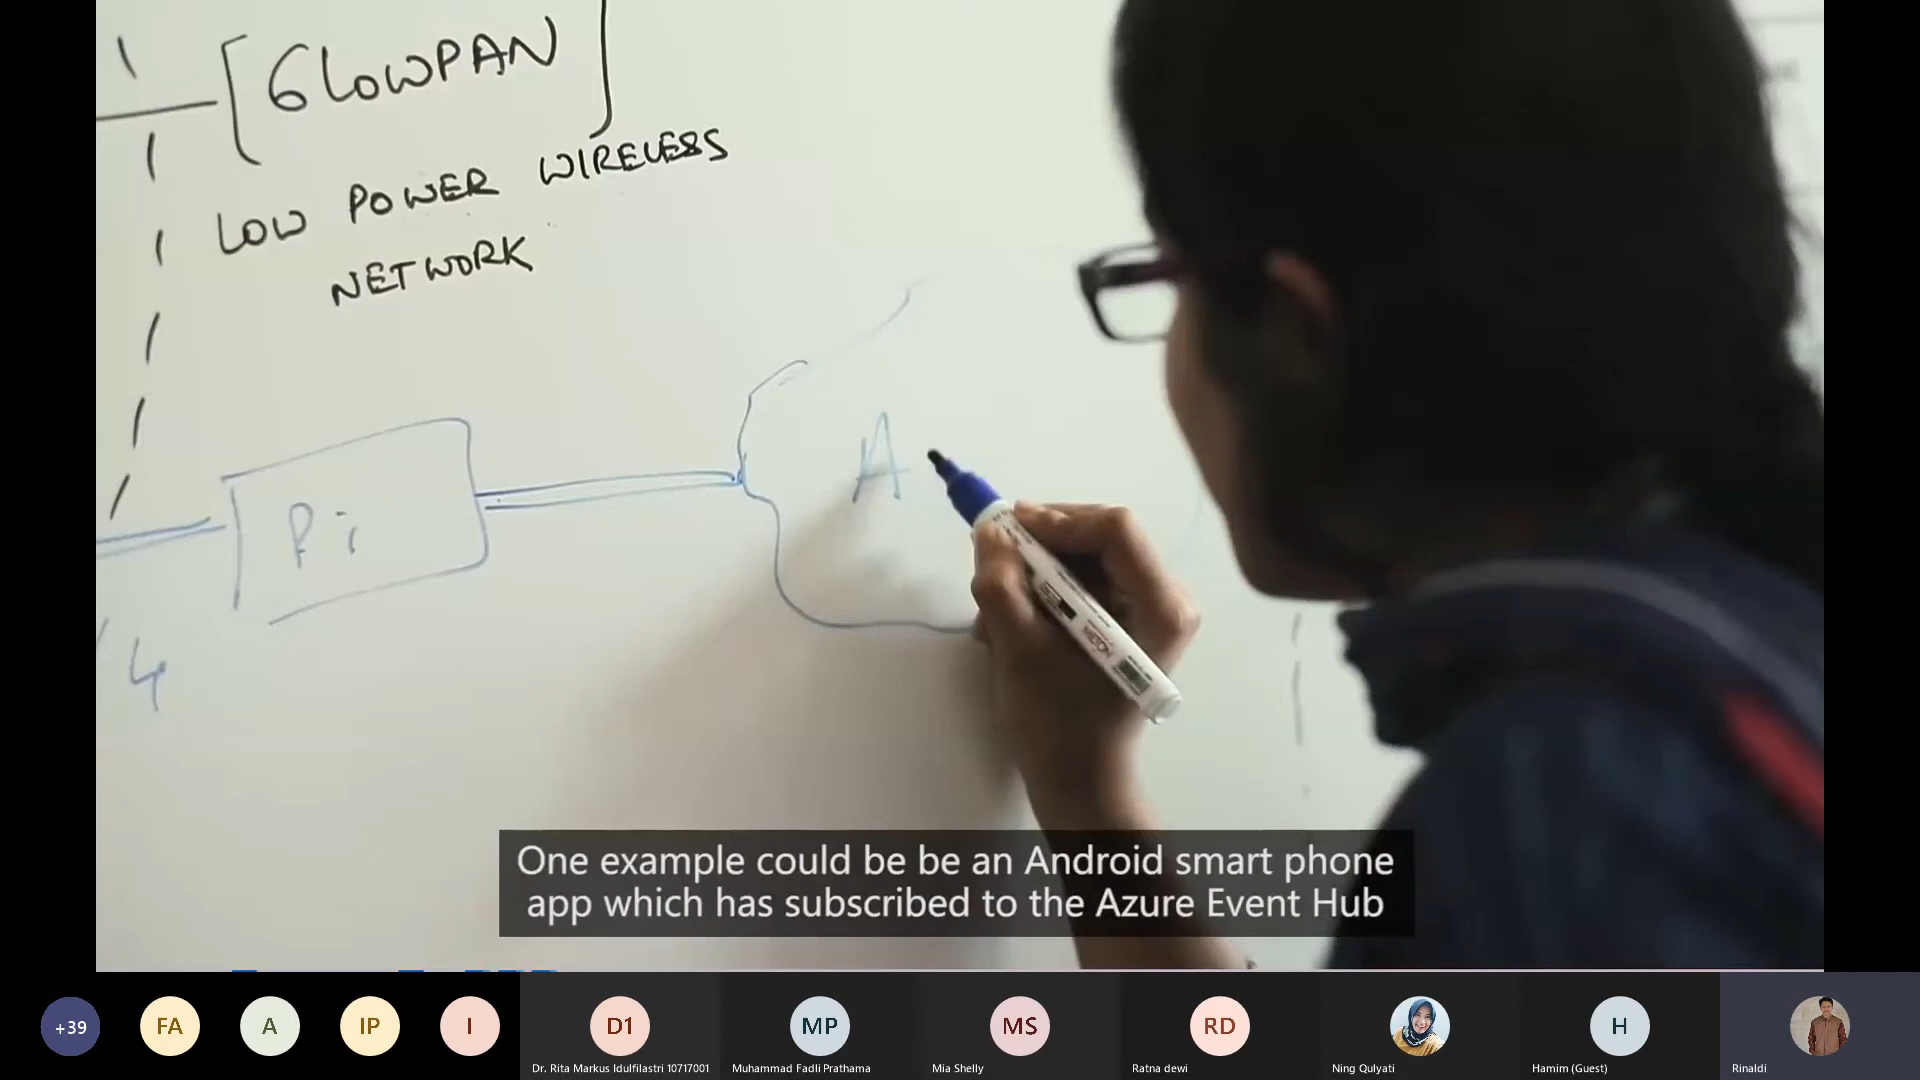 [6LOWPAN]
LOW POWER WIRELESS
NETWORK
Pi
A
4
One example could be be an Android smart phone
app which has subscribed to the Azure Event Hub
+39
FA
A
IP
I
D1
MP
MS
RD
H
Dr. Rita Markus Idulfilastri 10717001
Muhammad Fadli Prathama
Mia Shelly
Ratna dewi
Ning Qulyati
Hamim (Guest)
Rinaldi